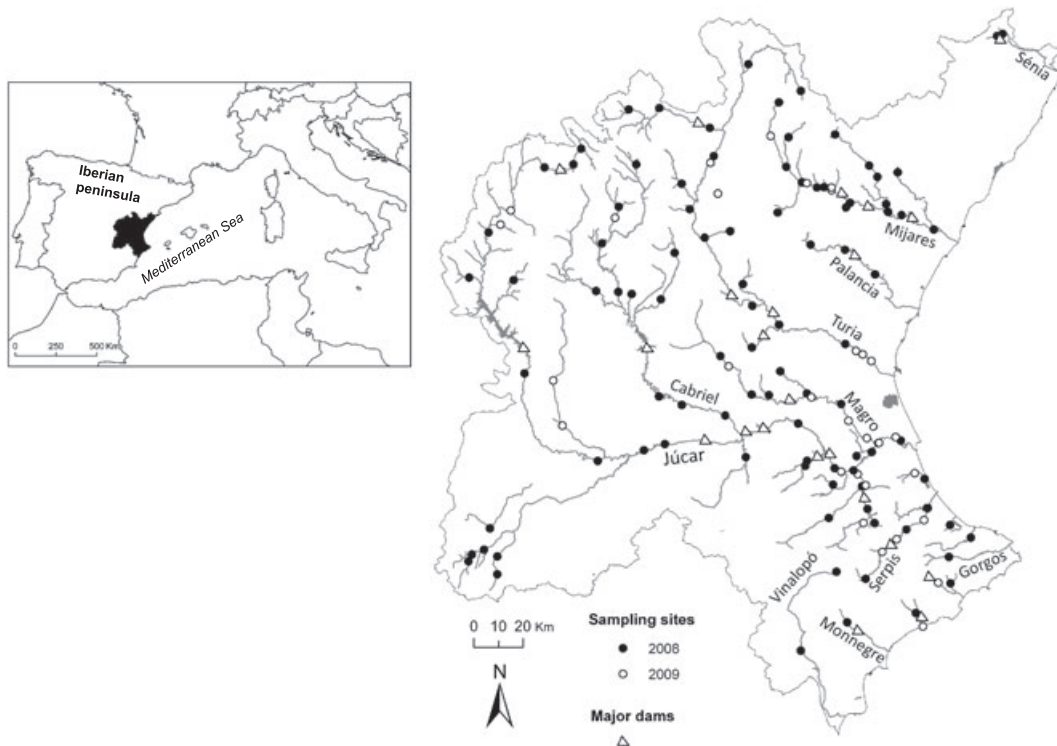 Iberian
peninsula
Mediterranean Sea
0 250 500 Km
Sénia
Mijares
Palancia
Turia
Magro
Cabriel
Júcar
Serpis
Gorgos
Vinalopó
Monnegre
0 10 20 Km
N
Sampling sites
2008
2009
Major dams